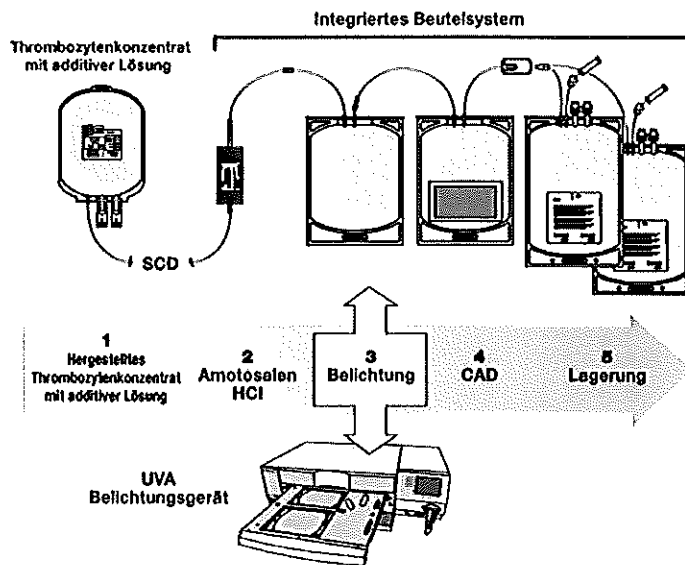 Integriertes Beutelsystem
Thrombozytenkonzentrat
mit additiver Lösung
SCD
1
Hergestelltes
Thrombozytenkonzentrat
mit additiver Lösung
2
Amotosalen
HCl
3
Belichtung
4
CAD
5
Lagerung
UVA
Belichtungsgerät